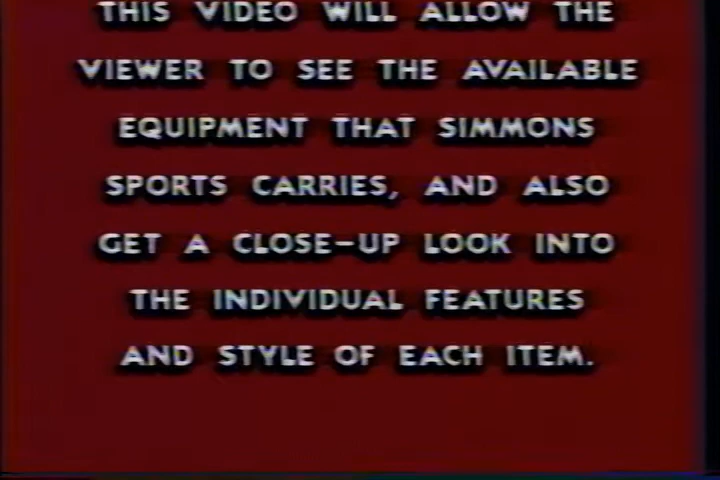 THIS VIDEO WILL ALLOW THE
VIEWER TO SEE THE AVAILABLE
EQUIPMENT THAT SIMMONS
SPORTS CARRIES, AND ALSO
GET A CLOSE-UP LOOK INTO
THE INDIVIDUAL FEATURES
AND STYLE OF EACH ITEM.